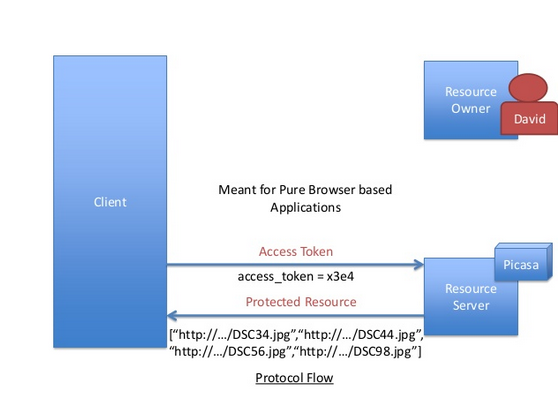 Resource
Owner
David
Client
Meant for Pure Browser based
Applications
Access Token
access_token = x3e4
Picasa
Resource
Server
Protected Resource
[“http://…/DSC34.jpg”,“http://…/DSC44.jpg”,
“http://…/DSC56.jpg”,“http://…/DSC98.jpg”]
Protocol Flow